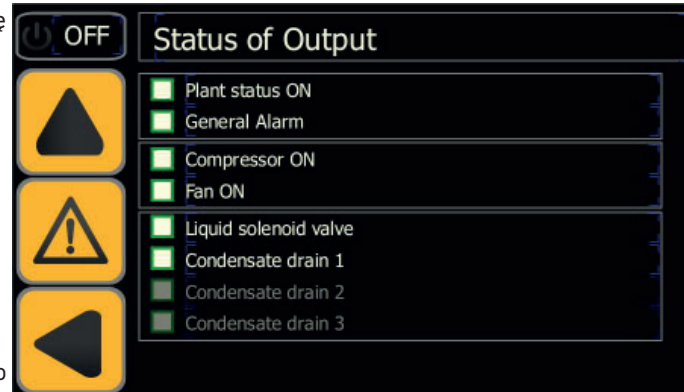 ę
OFF
Status of Output
Plant status ON
General Alarm
Compressor ON
Fan ON
Liquid solenoid valve
Condensate drain 1
Condensate drain 2
Condensate drain 3